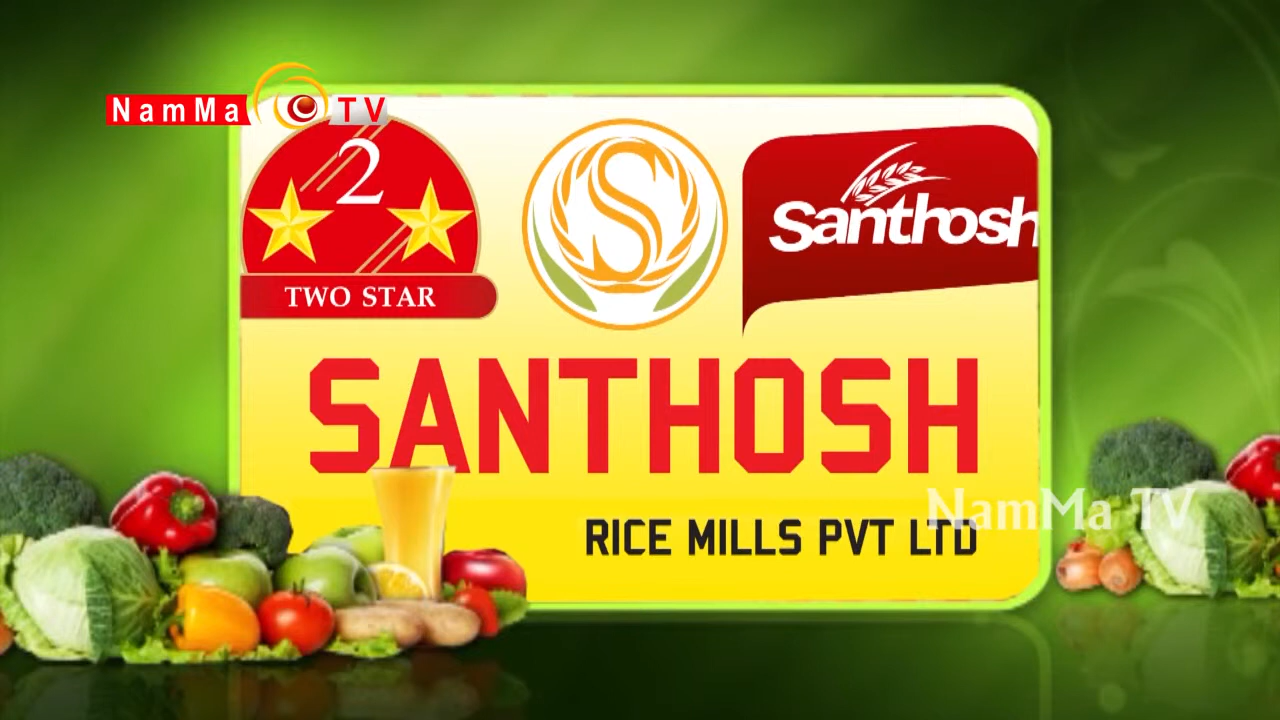 NamMa TV
2
TWO STAR
S
Santhosh
SANTHOSH
RICE MILLS PVT LTD
NamMa TV